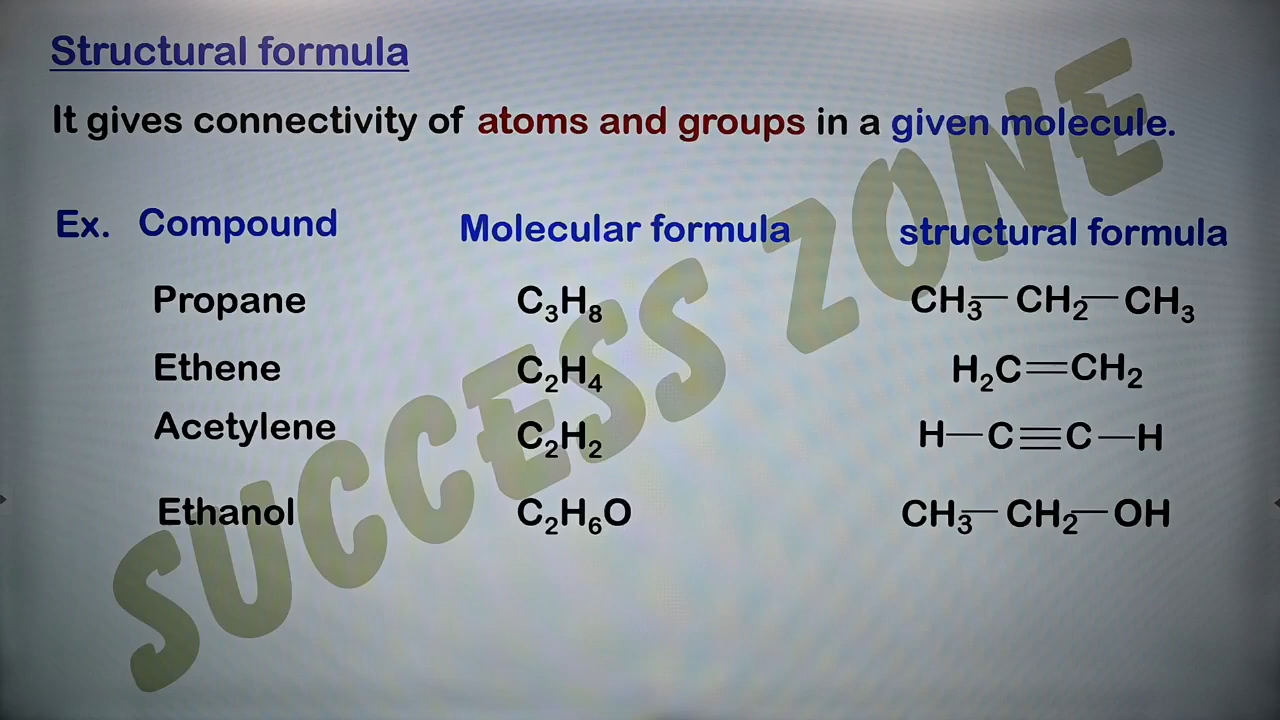 Structural formula
It gives connectivity of atoms and groups in a given molecule.
Ex. Compound Molecular formula structural formula
Propane C₃H₈ CH₃—CH₂—CH₃
Ethene C₂H₄ H₂C=CH₂
Acetylene C₂H₂ H—C≡C—H
Ethanol C₂H₆O CH₃—CH₂—OH
SUCCESS ZONE